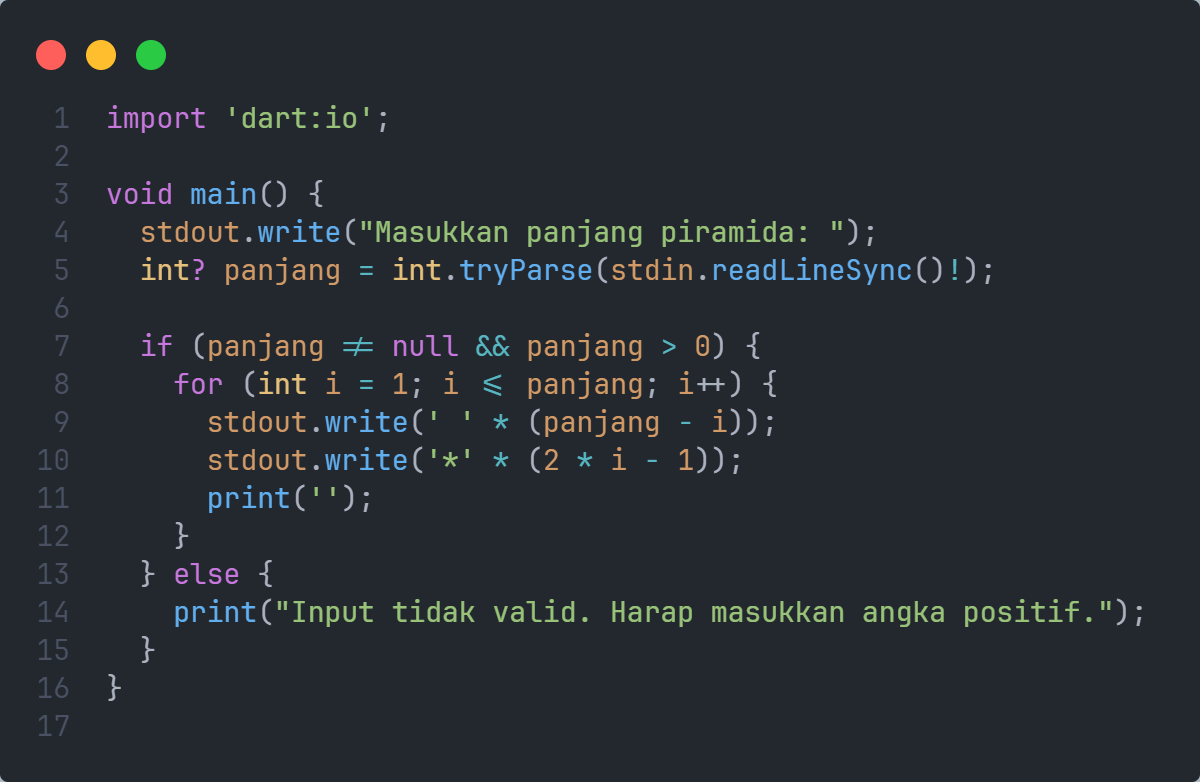 1 import 'dart:io';
2
3 void main() {
4   stdout.write("Masukkan panjang piramida: ");
5   int? panjang = int.tryParse(stdin.readLineSync()!);
6
7   if (panjang != null && panjang > 0) {
8     for (int i = 1; i <= panjang; i++) {
9       stdout.write(' ' * (panjang - i));
10       stdout.write('*' * (2 * i - 1));
11       print('');
12     }
13   } else {
14     print("Input tidak valid. Harap masukkan angka positif.");
15   }
16 }
17